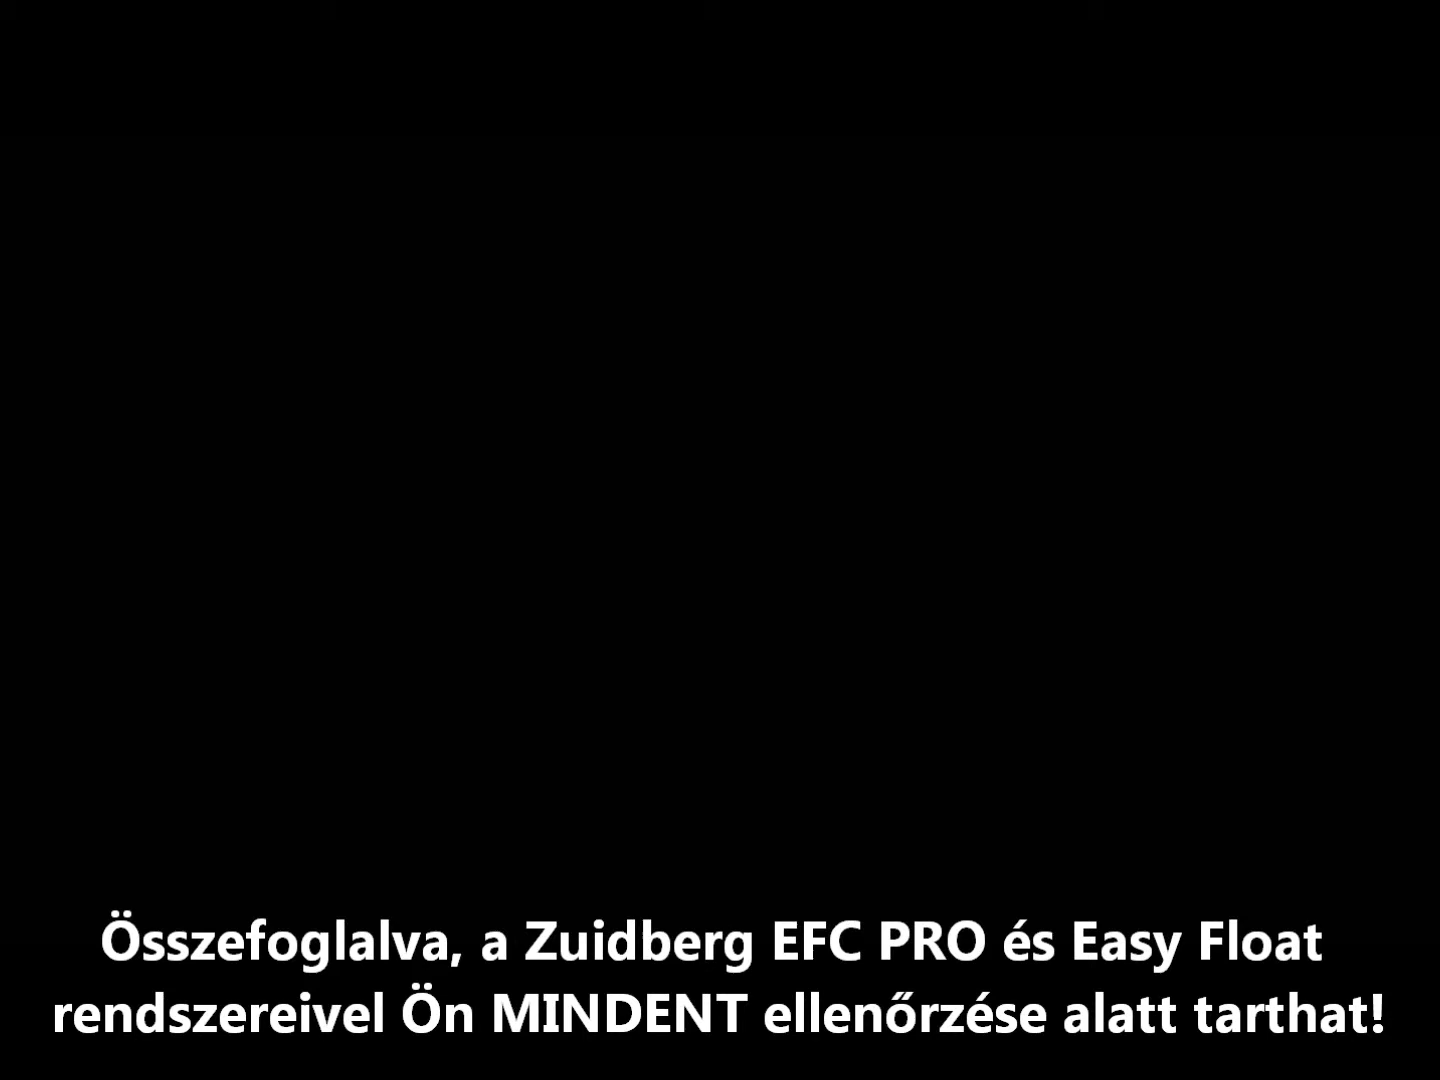 Összefoglalva, a Zuidberg EFC PRO és Easy Float
rendszereivel Ön MINDENT ellenőrzése alatt tarthat!